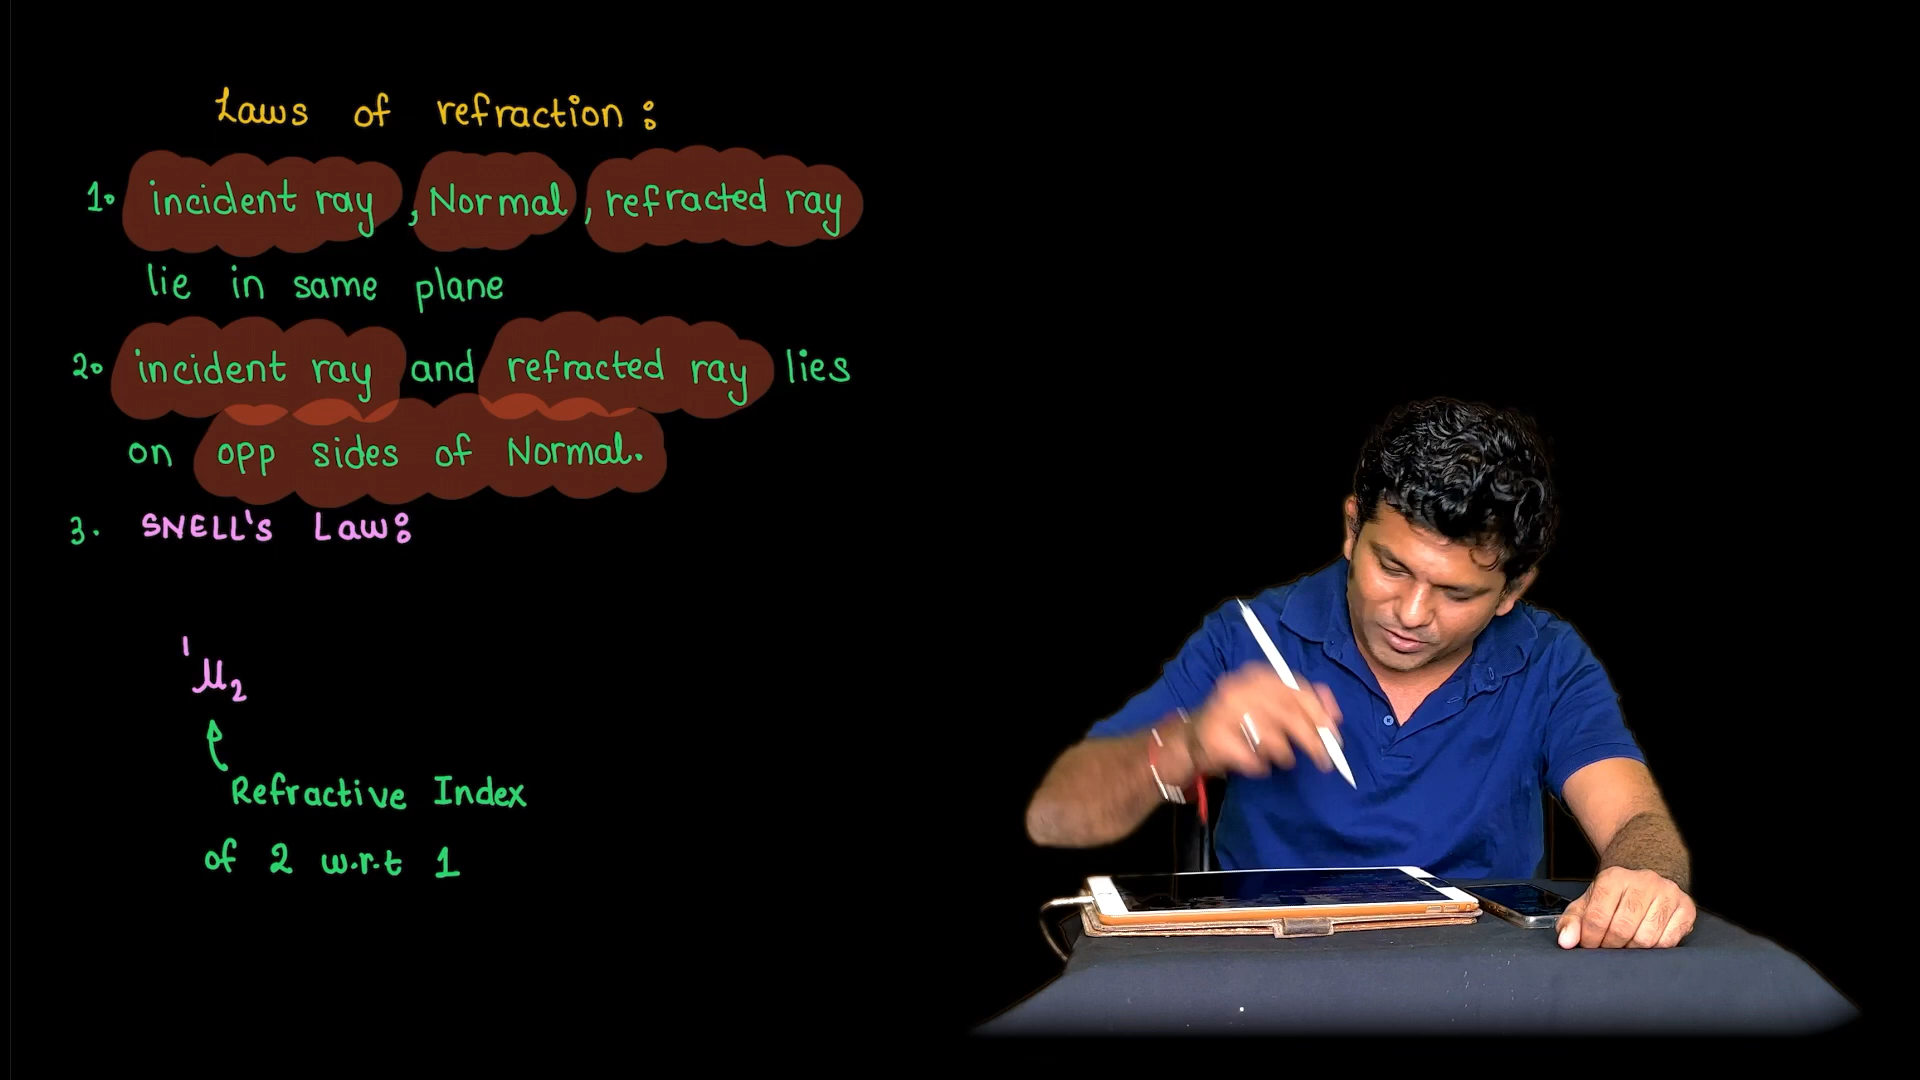 Laws of refraction:
1. incident ray, Normal, refracted ray
lie in same plane
2. incident ray and refracted ray lies
on opp sides of Normal.
3. SNELL'S Law:
¹μ₂
Refractive Index
of 2 w.r.t 1